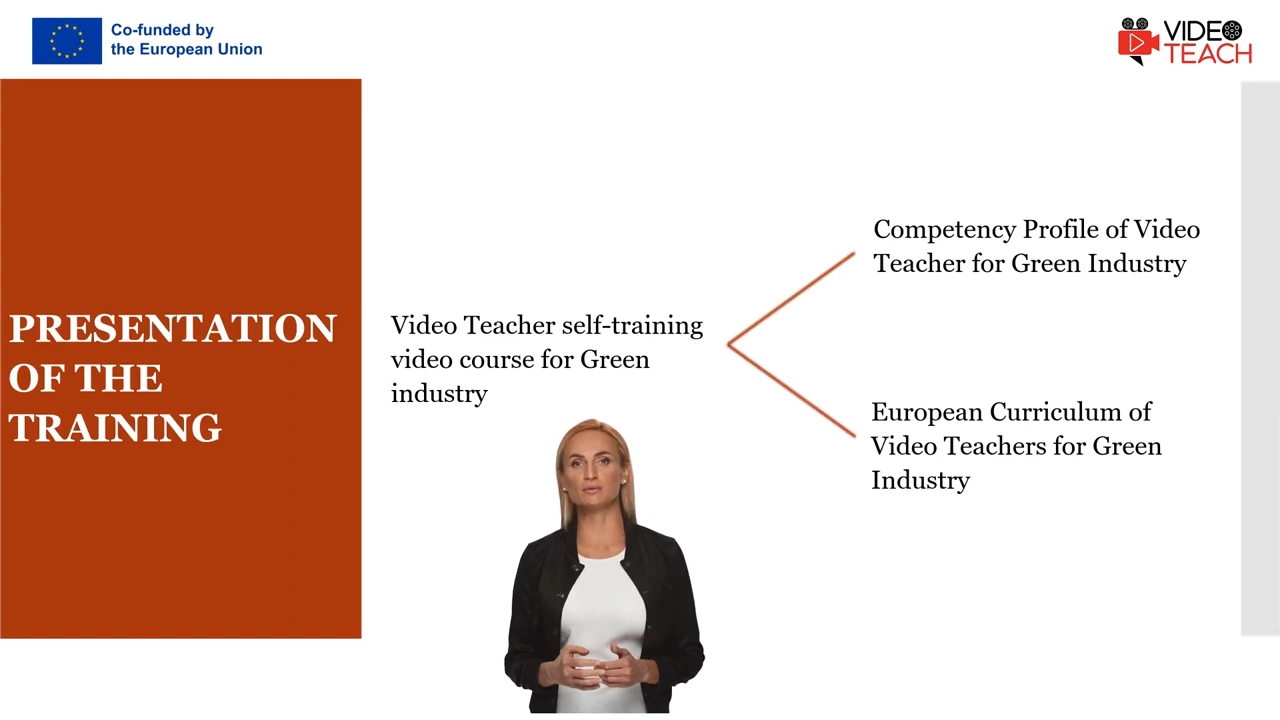 Co-funded by
the European Union
VIDEO
TEACH
PRESENTATION
OF THE
TRAINING
Video Teacher self-training
video course for Green
industry
Competency Profile of Video
Teacher for Green Industry
European Curriculum of
Video Teachers for Green
Industry